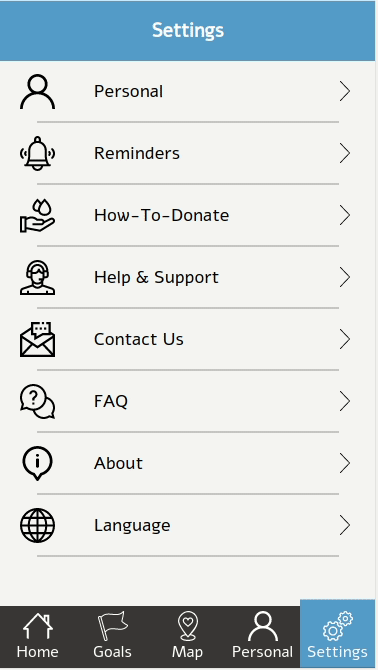 Settings
Personal
Reminders
How-To-Donate
Help & Support
Contact Us
FAQ
About
Language
Home Goals Map Personal Settings